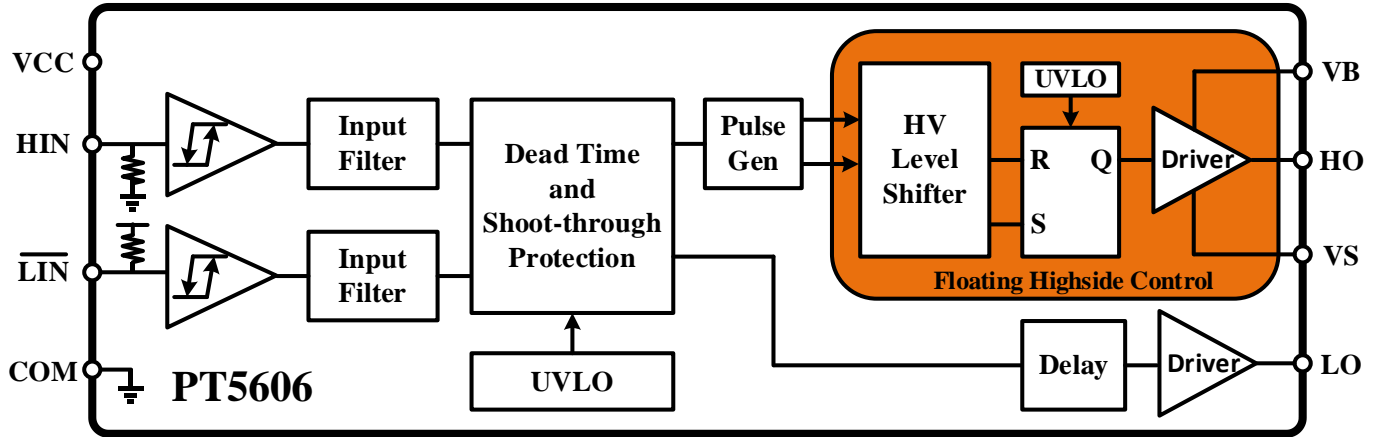 VCC
HIN
LIN
COM
Input
Filter
Input
Filter
Dead Time
and
Shoot-through
Protection
UVLO
PT5606
Pulse
Gen
HV
Level
Shifter
UVLO
R Q
S
Driver
Floating Highside Control
Delay
Driver
VB
HO
VS
LO